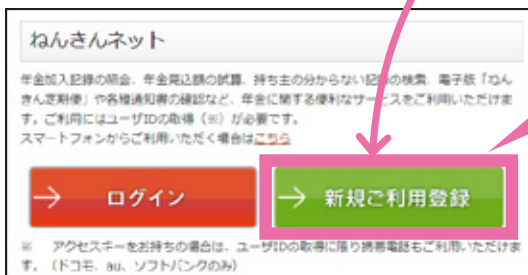 ねんきんネット
年金加入記録の照会、年金見込額の試算、持ち主の分からない記録の検索、電子版「ねん
きん定期便」や各種通知書の確認など、年金に関する便利なサービスをご利用いただけま
す。ご利用にはユーザIDの取得（※）が必要です。
スマートフォンからご利用いただく場合はこちら
→ ログイン
→ 新規ご利用登録
※ アクセスキーをお持ちの場合は、ユーザIDの取得に限り携帯電話もご利用いただけま
す。（ドコモ、au、ソフトバンクのみ）